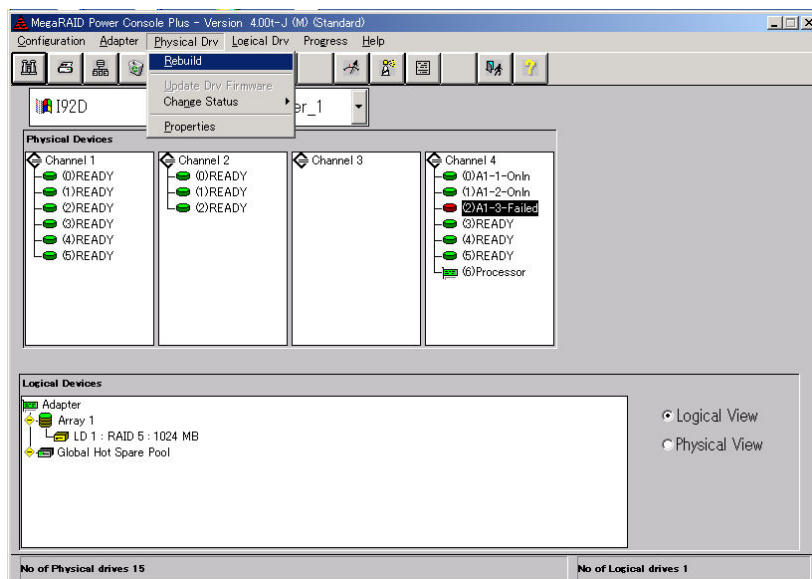 MegaRAID Power Console Plus - Version 4.00t-J (M) (Standard)
Configuration Adapter Physical Drv Logical Drv Progress Help
Rebuild
Update Drv Firmware
Change Status
Properties
I92D
er_1
Physical Devices
Channel 1
(0)READY
(1)READY
(2)READY
(3)READY
(4)READY
(5)READY
Channel 2
(0)READY
(1)READY
(2)READY
Channel 3
Channel 4
(0)A1-1-Onln
(1)A1-2-Onln
(2)A1-3-Failed
(3)READY
(4)READY
(5)READY
(6)Processor
Logical Devices
Adapter
Array 1
LD 1 : RAID 5 : 1024 MB
Global Hot Spare Pool
Logical View
Physical View
No of Physical drives 15
No of Logical drives 1